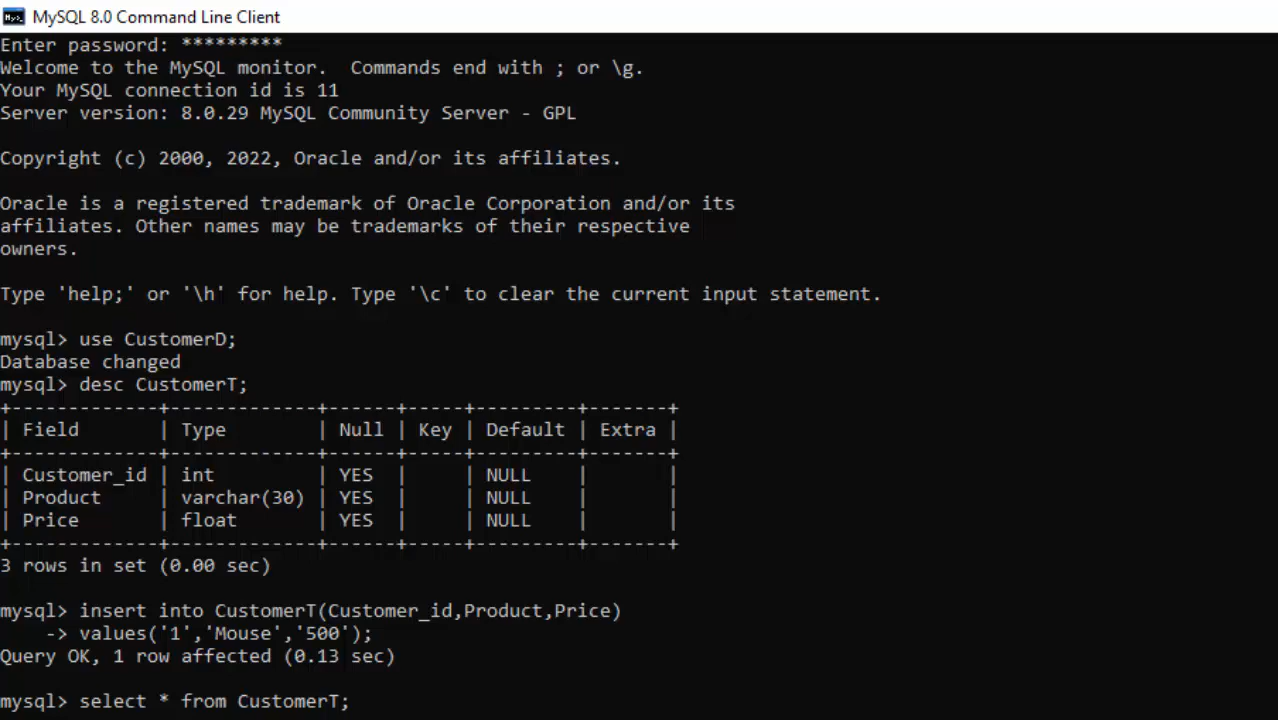 MySQL 8.0 Command Line Client
Enter password: *********
Welcome to the MySQL monitor.  Commands end with ; or \g.
Your MySQL connection id is 11
Server version: 8.0.29 MySQL Community Server - GPL

Copyright (c) 2000, 2022, Oracle and/or its affiliates.

Oracle is a registered trademark of Oracle Corporation and/or its
affiliates. Other names may be trademarks of their respective
owners.

Type 'help;' or '\h' for help. Type '\c' to clear the current input statement.

mysql> use CustomerD;
Database changed
mysql> desc CustomerT;
+-------------+-------------+------+-----+---------+-------+
| Field       | Type        | Null | Key | Default | Extra |
+-------------+-------------+------+-----+---------+-------+
| Customer_id | int         | YES  |     | NULL    |       |
| Product     | varchar(30) | YES  |     | NULL    |       |
| Price       | float       | YES  |     | NULL    |       |
+-------------+-------------+------+-----+---------+-------+
3 rows in set (0.00 sec)

mysql> insert into CustomerT(Customer_id,Product,Price)
    -> values('1','Mouse','500');
Query OK, 1 row affected (0.13 sec)

mysql> select * from CustomerT;